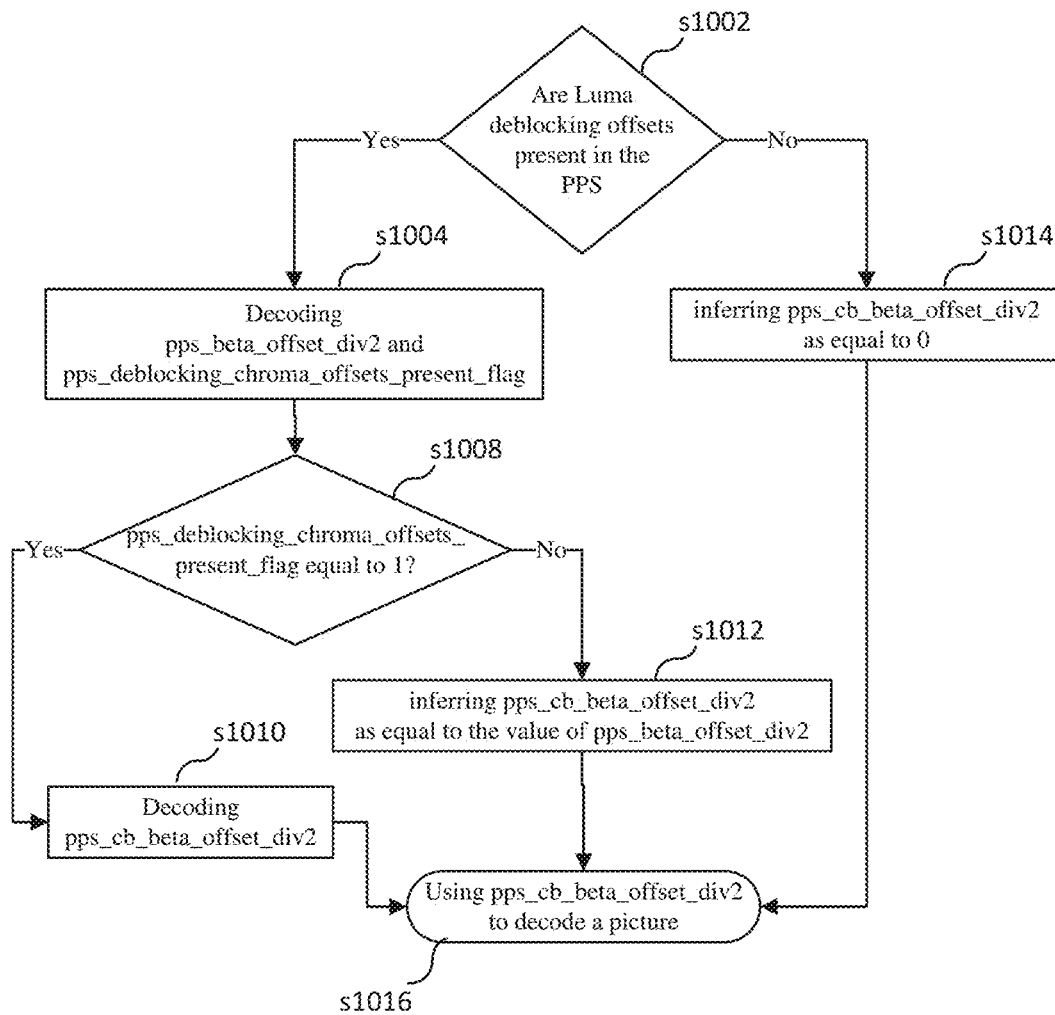 s1002
Are Luma
deblocking offsets
present in the
PPS
Yes
No
s1004
s1014
Decoding
pps_beta_offset_div2 and
pps_deblocking_chroma_offsets_present_flag
inferring pps_cb_beta_offset_div2
as equal to 0
s1008
pps_deblocking_chroma_offsets_
present_flag equal to 1?
Yes
No
s1012
inferring pps_cb_beta_offset_div2
as equal to the value of pps_beta_offset_div2
s1010
Decoding
pps_cb_beta_offset_div2
Using pps_cb_beta_offset_div2
to decode a picture
s1016